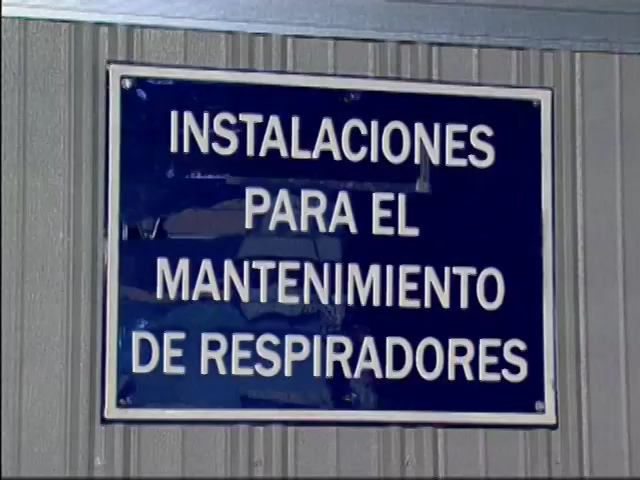 INSTALACIONES
PARA EL
MANTENIMIENTO
DE RESPIRADORES